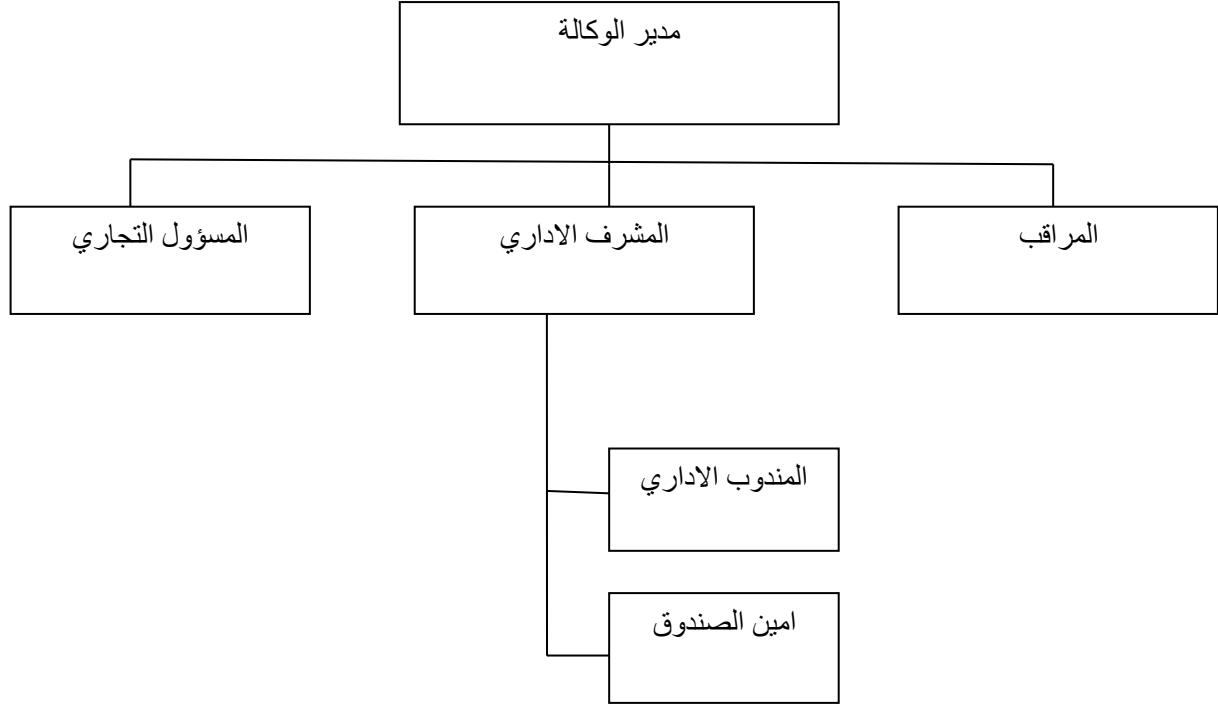 مدير الوكالة
المراقب
المشرف الاداري
المسؤول التجاري
المندوب الاداري
امين الصندوق